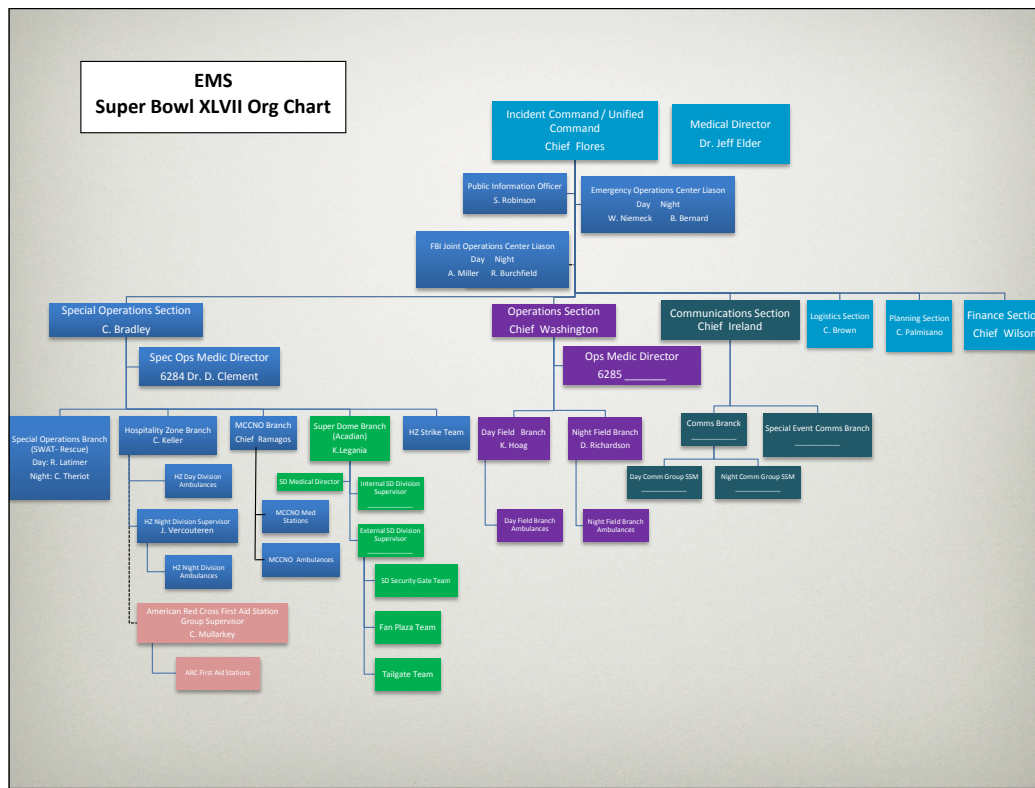 EMS
Super Bowl XLVII Org Chart
Incident Command / Unified
Command
Chief Flores
Medical Director
Dr. Jeff Elder
Public Information Officer
S. Robinson
Emergency Operations Center Liason
Day Night
W. Niemeck B. Bernard
FBI Joint Operations Center Liason
Day Night
A. Miller R. Burchfield
Special Operations Section
C. Bradley
Operations Section
Chief Washington
Communications Section
Chief Ireland
Logistics Section
C. Brown
Planning Section
C. Palmisano
Finance Section
Chief Wilson
Spec Ops Medic Director
6284 Dr. D. Clement
Ops Medic Director
6285 _______
Special Operations Branch
(SWAT- Rescue)
Day: R. Latimer
Night: C. Theriot
Hospitality Zone Branch
C. Keller
MCCNO Branch
Chief Ramagos
Super Dome Branch
(Acadian)
K.Legania
HZ Strike Team
Day Field Branch
K. Hoag
Night Field Branch
D. Richardson
Comms Branck
___________
Special Event Comms Branch
___________
HZ Day Division
Ambulances
SD Medical Director
Internal SD Division
Supervisor
___________
Day Comm Group SSM
___________
Night Comm Group SSM
___________
HZ Night Division Supervisor
J. Vercouteren
MCCNO Med
Stations
External SD Division
Supervisor
___________
Day Field Branch
Ambulances
Night Field Branch
Ambulances
HZ Night Division
Ambulances
MCCNO Ambulances
SD Security Gate Team
American Red Cross First Aid Station
Group Supervisor
C. Mullarkey
Fan Plaza Team
ARC First Aid Stations
Tailgate Team